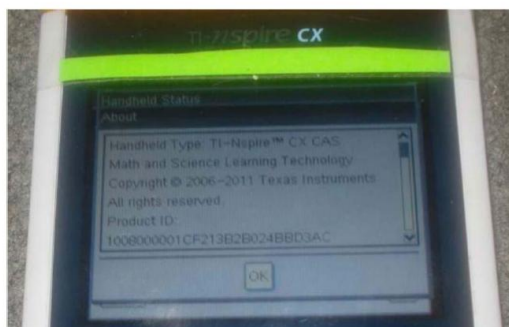 TI-nspire CX
Handheld Status
About
Handheld Type: TI-Nspire™ CX CAS
Math and Science Learning Technology
Copyright © 2006-2011 Texas Instruments
All rights reserved.
Product ID:
1008000001CF213B2B024BBD3AC
OK